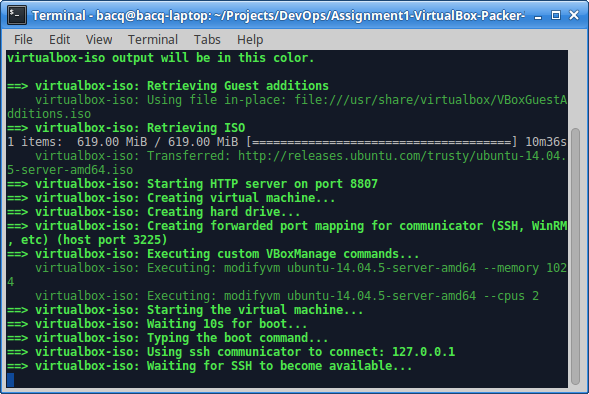 Terminal - bacq@bacq-laptop: ~/Projects/DevOps/Assignment1-VirtualBox-Packer-
File Edit View Terminal Tabs Help
virtualbox-iso output will be in this color.
==> virtualbox-iso: Retrieving Guest additions
    virtualbox-iso: Using file in-place: file:///usr/share/virtualbox/VBoxGuestA
dditions.iso
==> virtualbox-iso: Retrieving ISO
1 items:  619.00 MiB / 619.00 MiB [=====================================] 10m36s
    virtualbox-iso: Transferred: http://releases.ubuntu.com/trusty/ubuntu-14.04.
5-server-amd64.iso
==> virtualbox-iso: Starting HTTP server on port 8807
==> virtualbox-iso: Creating virtual machine...
==> virtualbox-iso: Creating hard drive...
==> virtualbox-iso: Creating forwarded port mapping for communicator (SSH, WinRM
, etc) (host port 3225)
==> virtualbox-iso: Executing custom VBoxManage commands...
    virtualbox-iso: Executing: modifyvm ubuntu-14.04.5-server-amd64 --memory 102
4
    virtualbox-iso: Executing: modifyvm ubuntu-14.04.5-server-amd64 --cpus 2
==> virtualbox-iso: Starting the virtual machine...
==> virtualbox-iso: Waiting 10s for boot...
==> virtualbox-iso: Typing the boot command...
==> virtualbox-iso: Using ssh communicator to connect: 127.0.0.1
==> virtualbox-iso: Waiting for SSH to become available...